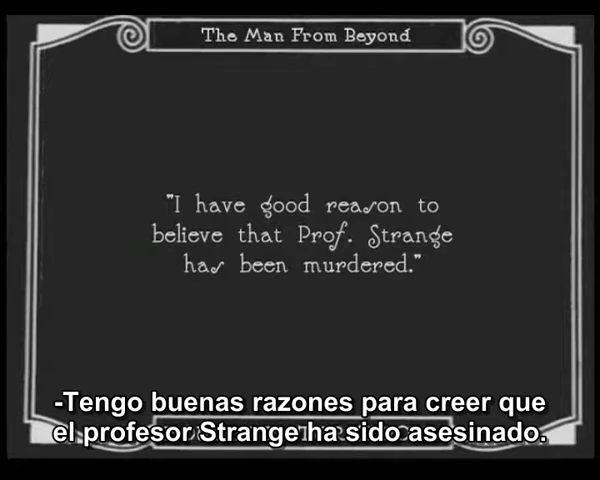 The Man From Beyond
"I have good reason to
believe that Prof. Strange
has been murdered."
-Tengo buenas razones para creer que
el profesor Strange ha sido asesinado.